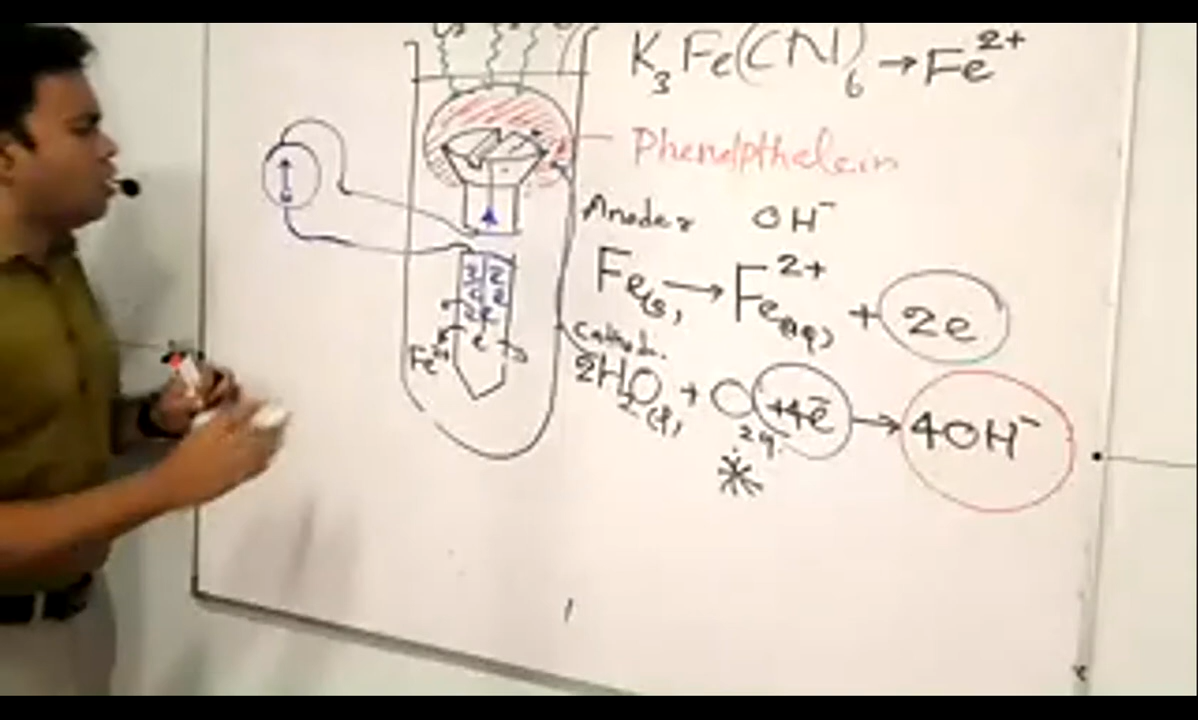 K₃Fe(CN)₆ → Fe²⁺
Phenolpthelein
Anode: OH⁻
Fe(s) → Fe²⁺(aq) + 2e
Cathode.
2H₂O(l) + O₂(g) + 4e⁻ → 4OH⁻
Fe²⁺
e